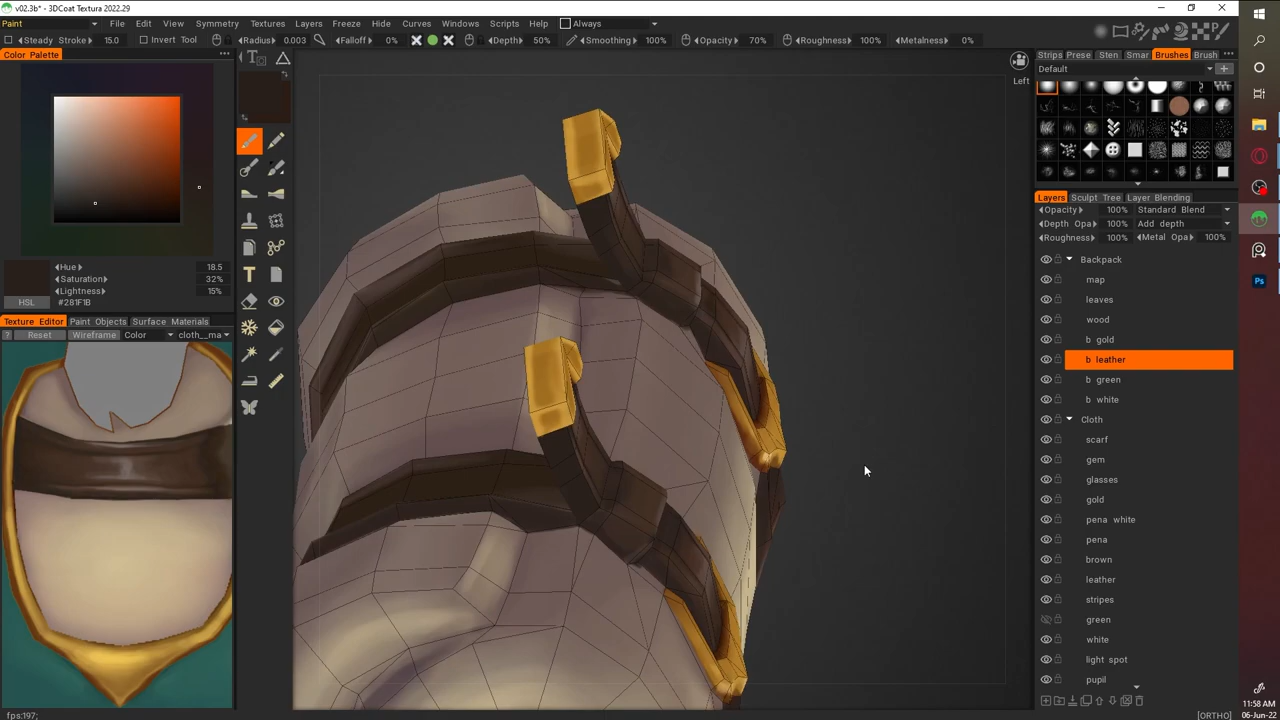 v02.3b* - 3DCoat Textura 2022.29
Paint File Edit View Symmetry Textures Layers Freeze Hide Curves Windows Scripts Help Always
Steady Stroke 15.0 Invert Tool Radius 0.003 Falloff 0% Depth 50% Smoothing 100% Opacity 70% Roughness 100% Metalness 0%
Color Palette
Hue 18.5
Saturation 32%
Lightness 15%
HSL #281F1B
Texture Editor Paint Objects Surface Materials
? Reset Wireframe Color cloth__ma
Left
Strips Prese Sten Smar Brushes Brush
Default
Layers Sculpt Tree Layer Blending
Opacity 100% Standard Blend
Depth Opa 100% Add depth
Roughness 100% Metal Opa 100%
Backpack
map
leaves
wood
b gold
b leather
b green
b white
Cloth
scarf
gem
glasses
gold
pena white
pena
brown
leather
stripes
green
white
light spot
pupil
fps:197;
[ORTHO]
Ps
11:58 AM
06-Jun-22